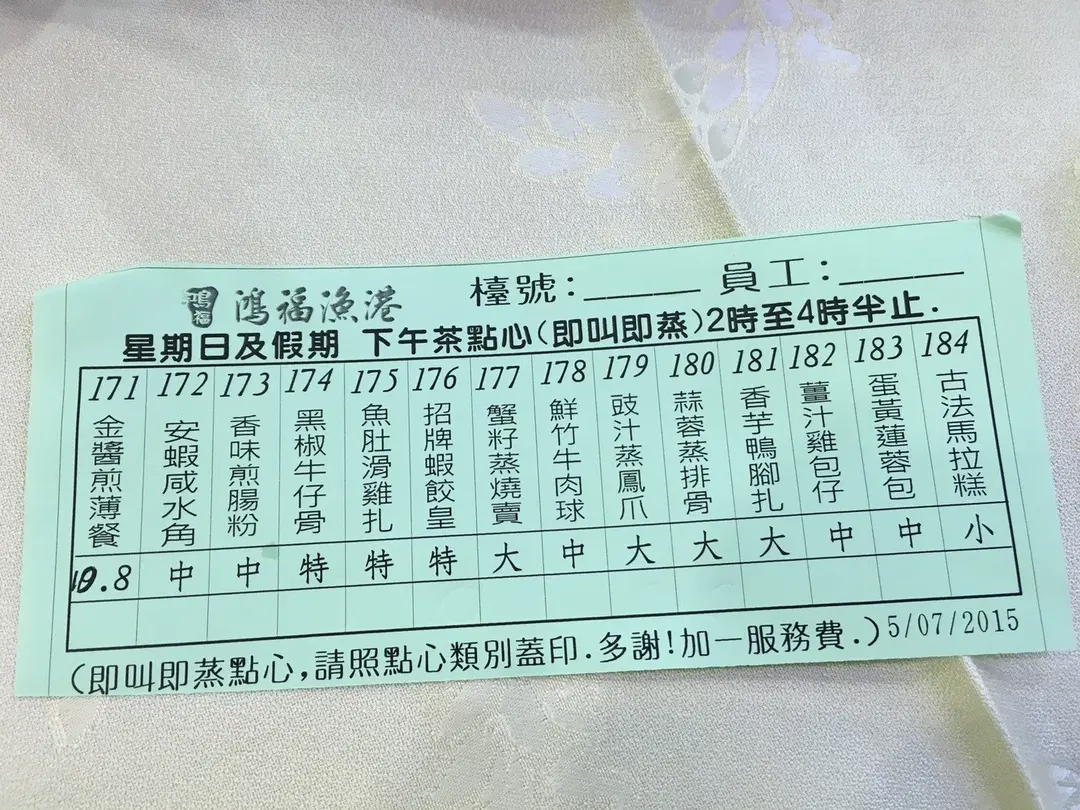 鴻福 鴻福漁港 檯號:_____ 員工:_____
星期日及假期 下午茶點心(即叫即蒸)2時至4時半止.
171 172 173 174 175 176 177 178 179 180 181 182 183 184
金醬煎薄餐 安蝦咸水角 香味煎腸粉 黑椒牛仔骨 魚肚滑雞扎 招牌蝦餃皇 蟹籽蒸燒賣 鮮竹牛肉球 豉汁蒸鳳爪 蒜蓉蒸排骨 香芋鴨腳扎 薑汁雞包仔 蛋黃蓮蓉包 古法馬拉糕
.8 中 中 特 特 特 大 中 大 大 大 中 中 小
(即叫即蒸點心,請照點心類別蓋印.多謝!加一服務費.)5/07/2015